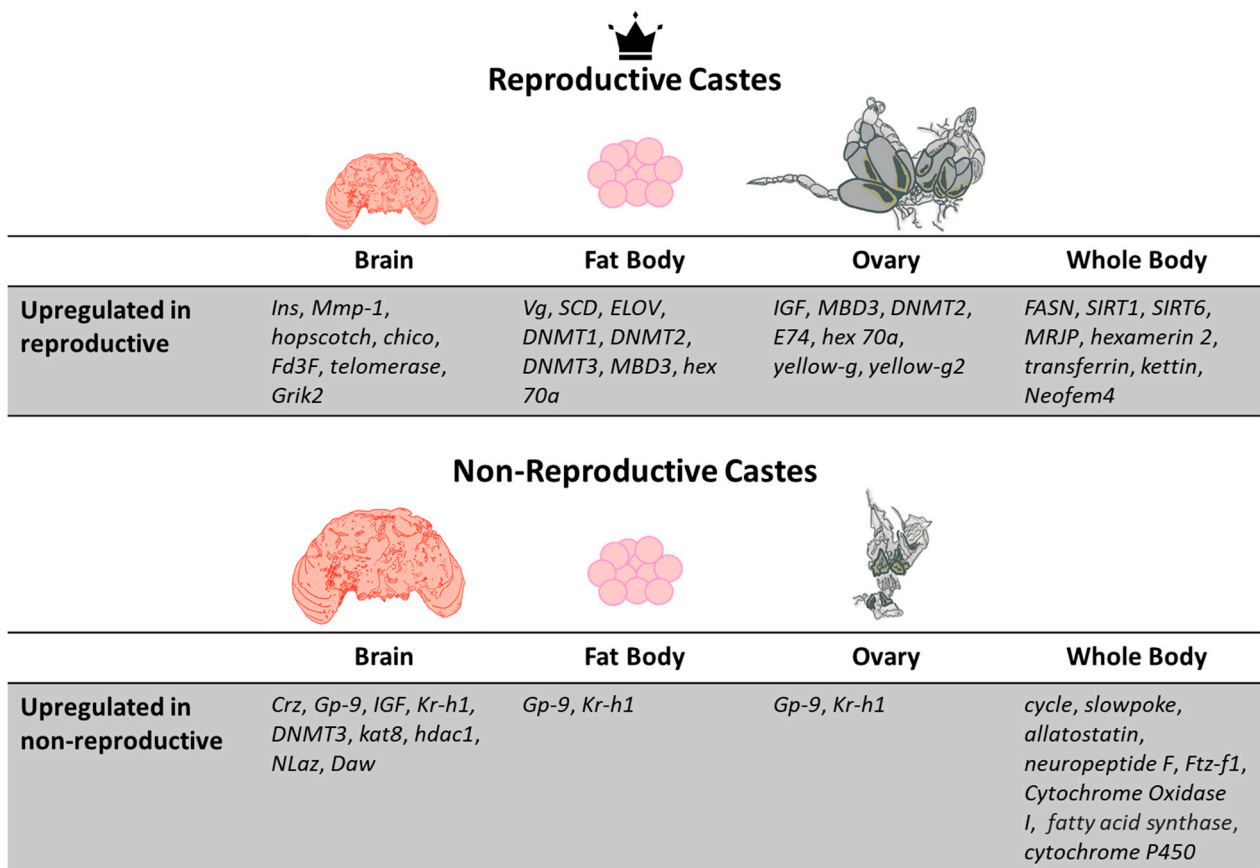 Reproductive Castes
Brain Fat Body Ovary Whole Body
Upregulated in
reproductive
Ins, Mmp-1,
hopscotch, chico,
Fd3F, telomerase,
Grik2
Vg, SCD, ELOV,
DNMT1, DNMT2,
DNMT3, MBD3, hex
70a
IGF, MBD3, DNMT2,
E74, hex 70a,
yellow-g, yellow-g2
FASN, SIRT1, SIRT6,
MRJP, hexamerin 2,
transferrin, kettin,
Neofem4
Non-Reproductive Castes
Brain Fat Body Ovary Whole Body
Upregulated in
non-reproductive
Crz, Gp-9, IGF, Kr-h1,
DNMT3, kat8, hdac1,
NLaz, Daw
Gp-9, Kr-h1
Gp-9, Kr-h1
cycle, slowpoke,
allatostatin,
neuropeptide F, Ftz-f1,
Cytochrome Oxidase
I, fatty acid synthase,
cytochrome P450